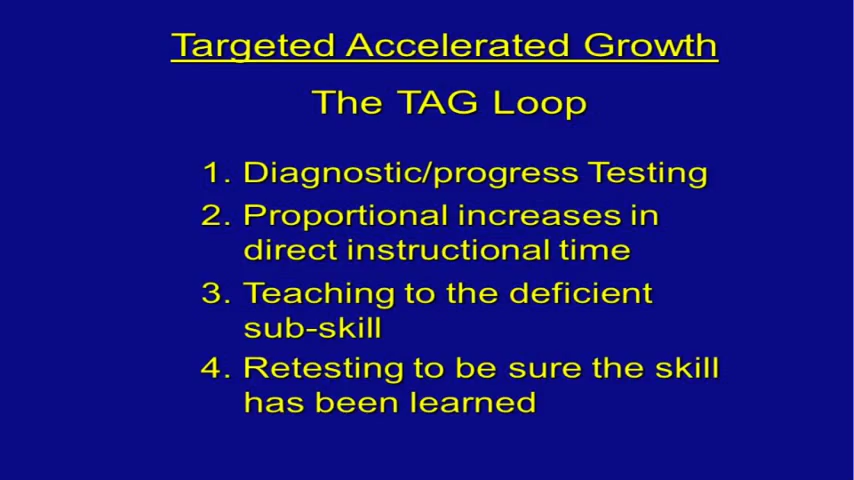 Targeted Accelerated Growth
The TAG Loop
1. Diagnostic/progress Testing
2. Proportional increases in
direct instructional time
3. Teaching to the deficient
sub-skill
4. Retesting to be sure the skill
has been learned